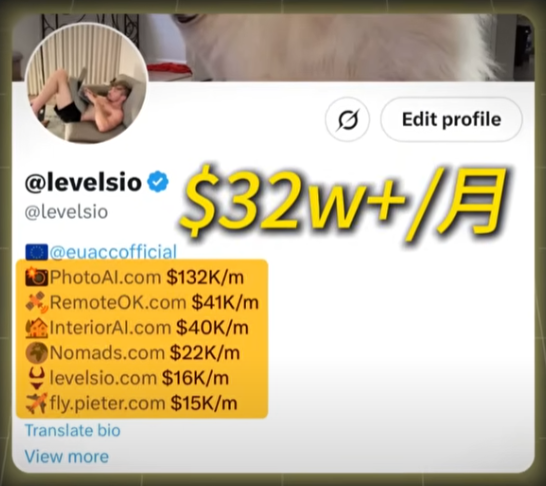 Edit profile
@levelsio
@levelsio
$32w+/月
@euaccofficial
PhotoAI.com $132K/m
RemoteOK.com $41K/m
InteriorAI.com $40K/m
Nomads.com $22K/m
levelsio.com $16K/m
fly.pieter.com $15K/m
Translate bio
View more